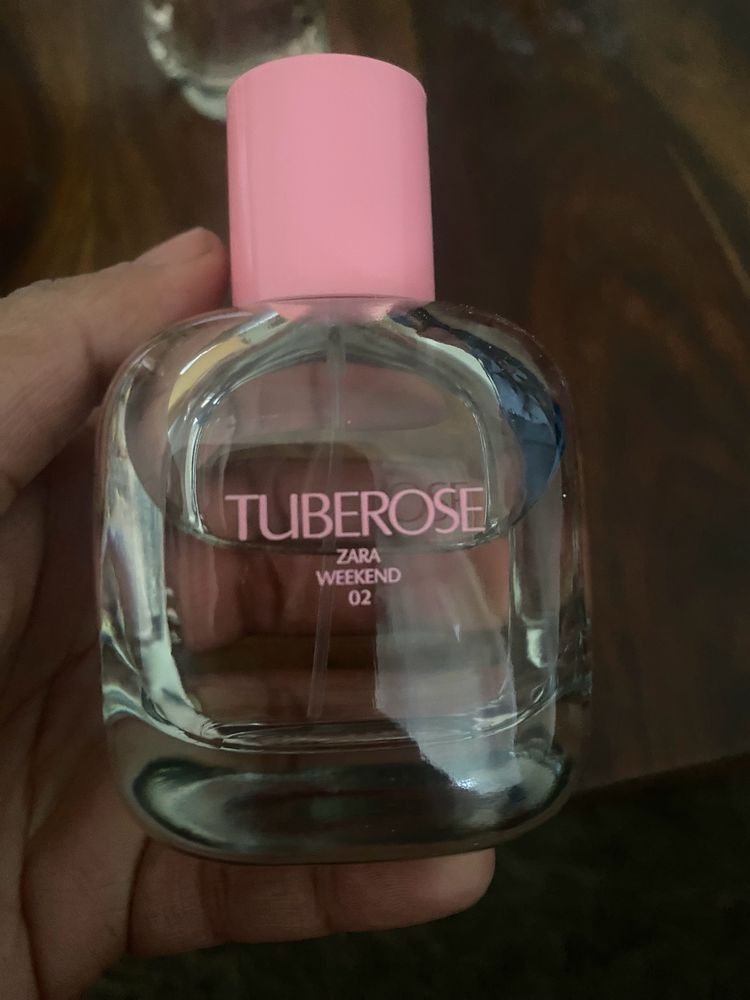 TUBEROSE
ZARA
WEEKEND
02